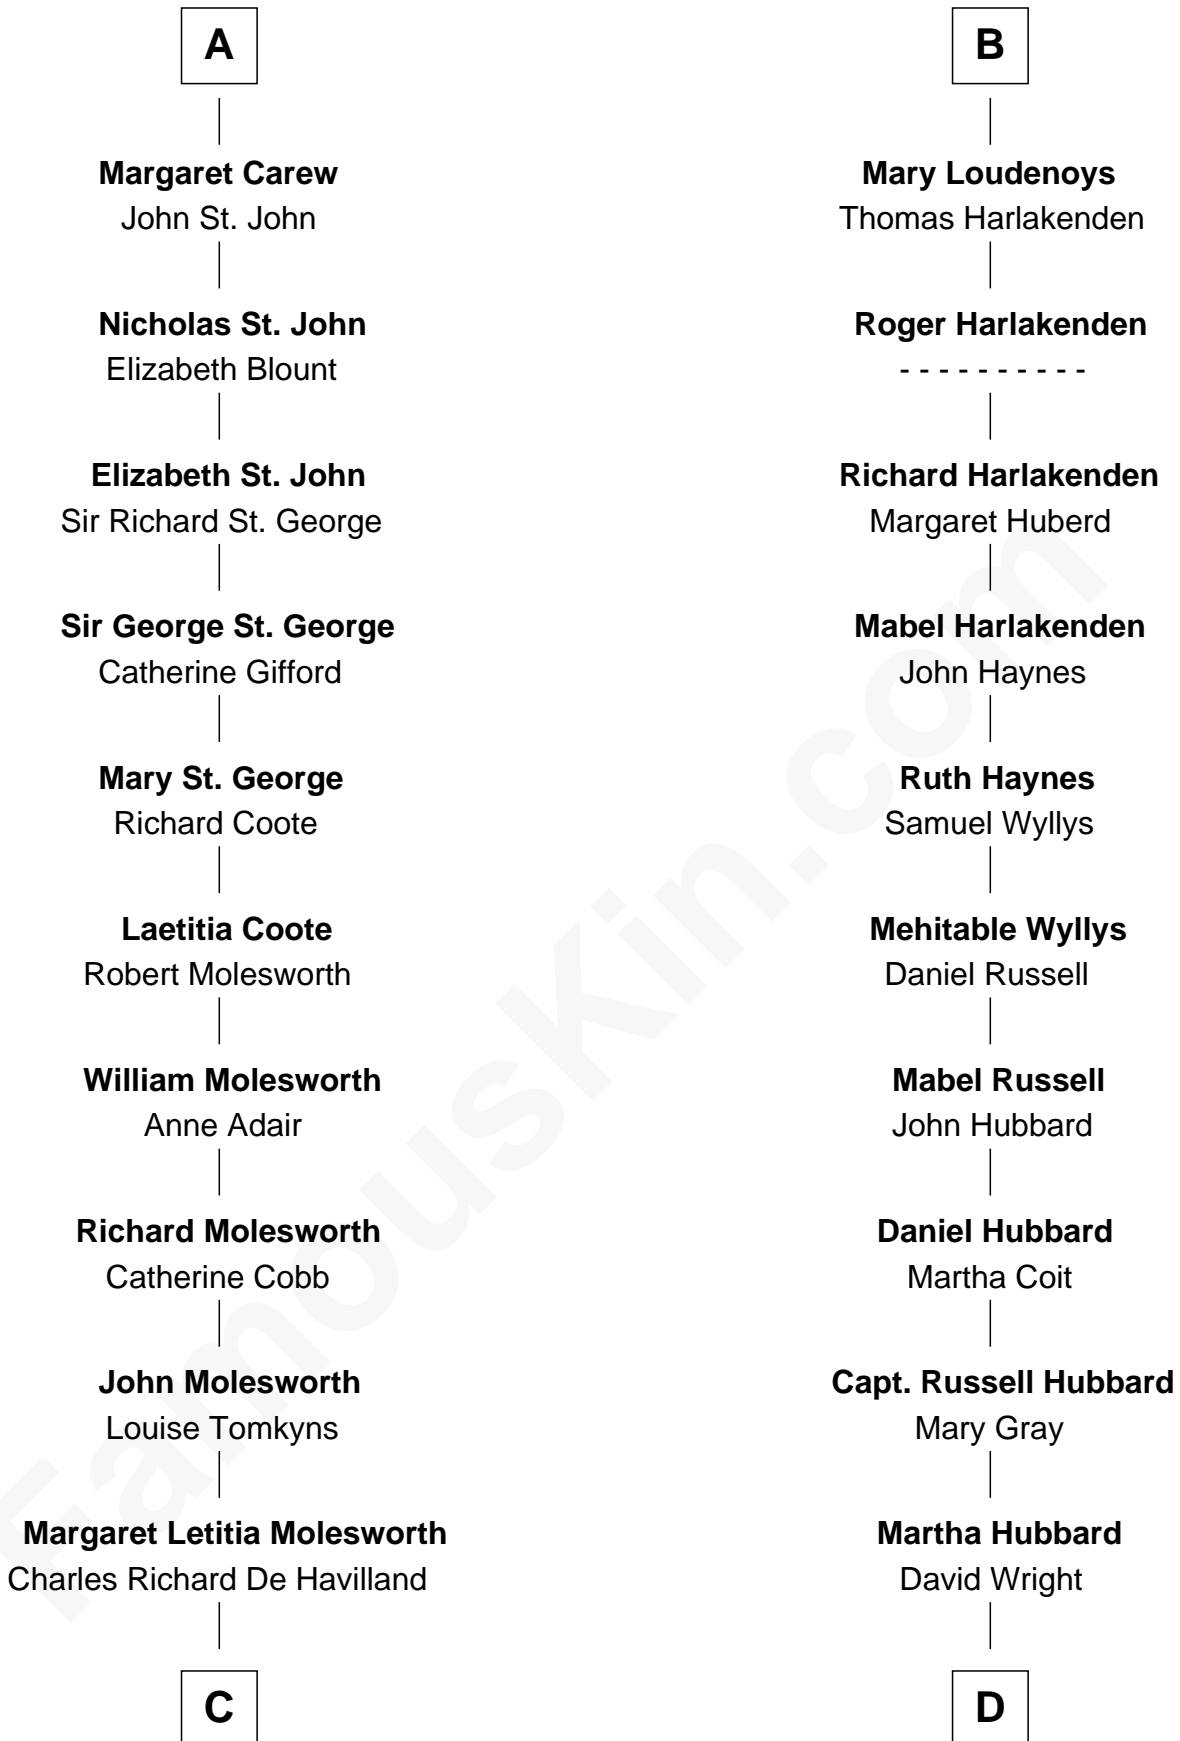 A
Margaret Carew
John St. John
Nicholas St. John
Elizabeth Blount
Elizabeth St. John
Sir Richard St. George
Sir George St. George
Catherine Gifford
Mary St. George
Richard Coote
Laetitia Coote
Robert Molesworth
William Molesworth
Anne Adair
Richard Molesworth
Catherine Cobb
John Molesworth
Louise Tomkyns
Margaret Letitia Molesworth
Charles Richard De Havilland
C
B
Mary Loudenoys
Thomas Harlakenden
Roger Harlakenden
- - - - - - - - - -
Richard Harlakenden
Margaret Huberd
Mabel Harlakenden
John Haynes
Ruth Haynes
Samuel Wyllys
Mehitable Wyllys
Daniel Russell
Mabel Russell
John Hubbard
Daniel Hubbard
Martha Coit
Capt. Russell Hubbard
Mary Gray
Martha Hubbard
David Wright
D
FamousKin.com